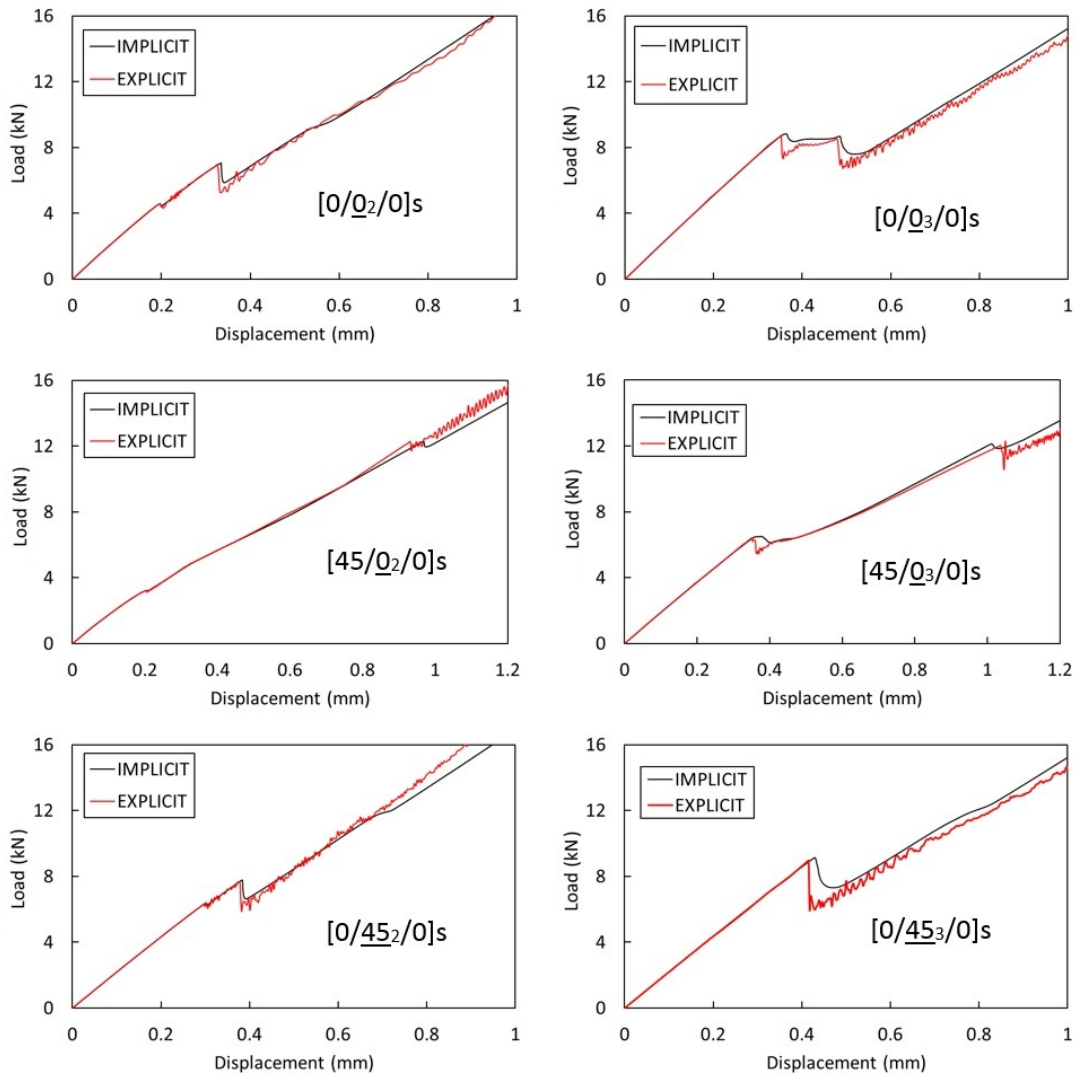 16
12
8
4
0
Load (kN)
IMPLICIT
EXPLICIT
[0/0₂/0]s
0 0.2 0.4 0.6 0.8 1
Displacement (mm)
16
12
8
4
0
Load (kN)
IMPLICIT
EXPLICIT
[0/0₃/0]s
0 0.2 0.4 0.6 0.8 1
Displacement (mm)
16
12
8
4
0
Load (kN)
IMPLICIT
EXPLICIT
[45/0₂/0]s
0 0.2 0.4 0.6 0.8 1 1.2
Displacement (mm)
16
12
8
4
0
Load (kN)
IMPLICIT
EXPLICIT
[45/0₃/0]s
0 0.2 0.4 0.6 0.8 1 1.2
Displacement (mm)
16
12
8
4
0
Load (kN)
IMPLICIT
EXPLICIT
[0/45₂/0]s
0 0.2 0.4 0.6 0.8 1
Displacement (mm)
16
12
8
4
0
Load (kN)
IMPLICIT
EXPLICIT
[0/45₃/0]s
0 0.2 0.4 0.6 0.8 1
Displacement (mm)